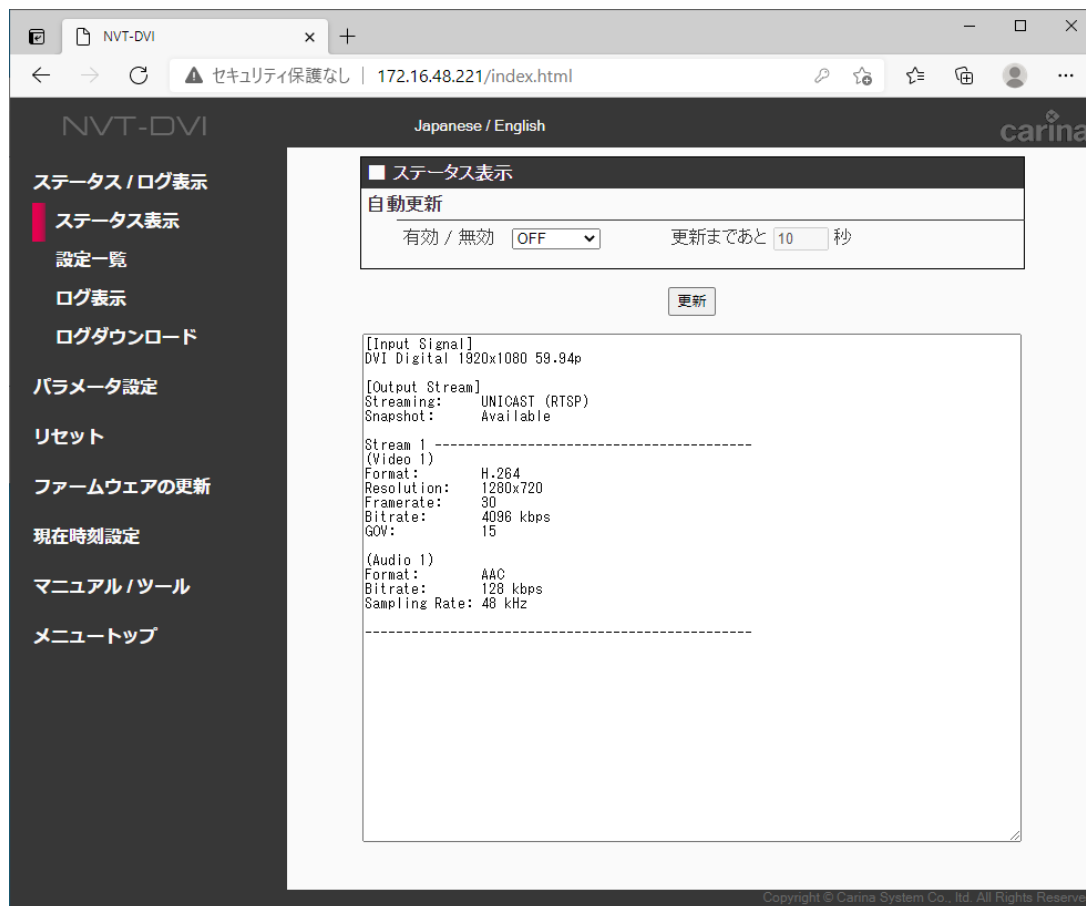 NVT-DVI
セキュリティ保護なし | 172.16.48.221/index.html
NVT-DVI
Japanese / English
carina
ステータス / ログ表示
ステータス表示
設定一覧
ログ表示
ログダウンロード
パラメータ設定
リセット
ファームウェアの更新
現在時刻設定
マニュアル / ツール
メニュートップ
■ ステータス表示
自動更新
有効 / 無効 OFF 更新まであと 10 秒
更新
[Input Signal]
DVI Digital 1920x1080 59.94p
[Output Stream]
Streaming: UNICAST (RTSP)
Snapshot: Available
Stream 1 -----------------------------------------
(Video 1)
Format: H.264
Resolution: 1280x720
Framerate: 30
Bitrate: 4096 kbps
GOV: 15
(Audio 1)
Format: AAC
Bitrate: 128 kbps
Sampling Rate: 48 kHz
--------------------------------------------------
Copyright © Carina System Co., ltd. All Rights Reserve